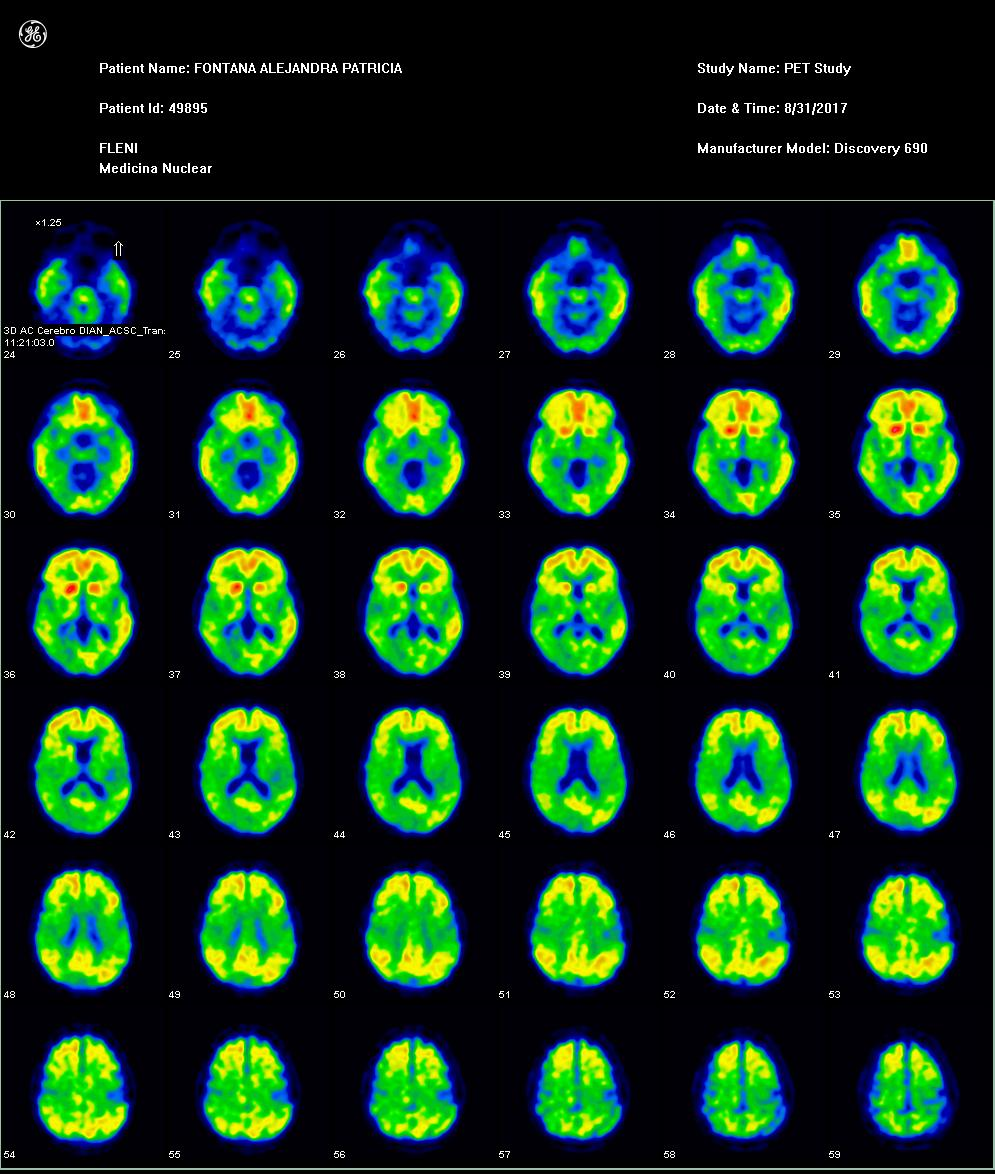 GE
Patient Name: FONTANA ALEJANDRA PATRICIA
Study Name: PET Study
Patient Id: 49895
Date & Time: 8/31/2017
FLENI
Manufacturer Model: Discovery 690
Medicina Nuclear
×1.25
⇑
3D AC Cerebro DIAN_ACSC_Tran:
11:21:03.0
24 25 26 27 28 29
30 31 32 33 34 35
36 37 38 39 40 41
42 43 44 45 46 47
48 49 50 51 52 53
54 55 56 57 58 59